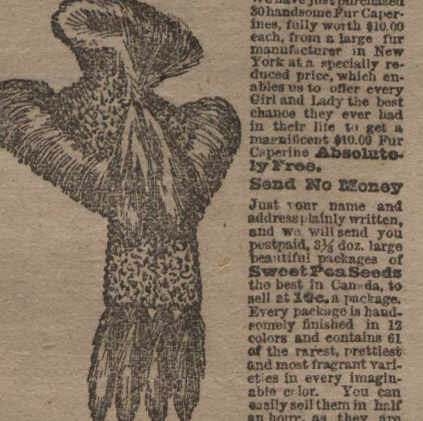 We have just purchased
50 handsome Fur Caper-
ines, fully worth $10.00
each, from a large fur
manufacturer in New
York at a specially re-
duced price, which en-
ables us to offer every
Girl and Lady the best
chance they ever had
in their life to get a
magnificent $10.00 Fur
Caperine Absolute-
ly Free.
Send No Money
Just your name and
address plainly written,
and we will send you
postpaid, 3½ doz. large
beautiful packages of
Sweet Pea Seeds
the best in Canada, to
sell at 10c. a package.
Every package is hand-
somely finished in 12
colors and contains 61
of the rarest, prettiest
and most fragrant vari-
eties in every imagin-
able color. You can
easily sell them in half
an hour, as they are